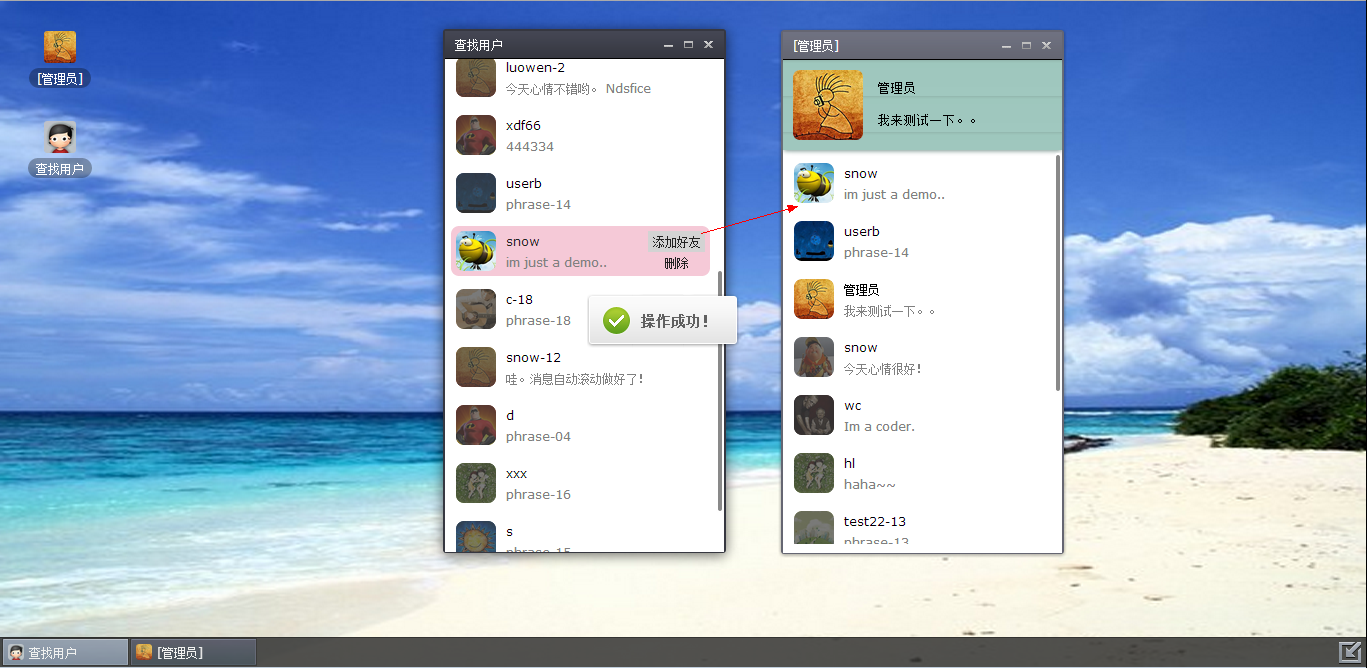 [管理员]
查找用户
查找用户
luowen-2
今天心情不错哟。 Ndsfice
xdf66
444334
userb
phrase-14
snow
添加好友
im just a demo..
删除
c-18
phrase-18
操作成功!
snow-12
哇。消息自动滚动做好了!
d
phrase-04
xxx
phrase-16
s
phrase-15
[管理员]
管理员
我来测试一下。。
snow
im just a demo..
userb
phrase-14
管理员
我来测试一下。。
snow
今天心情很好!
wc
Im a coder.
hl
haha~~
test22-13
phrase-13
查找用户
[管理员]